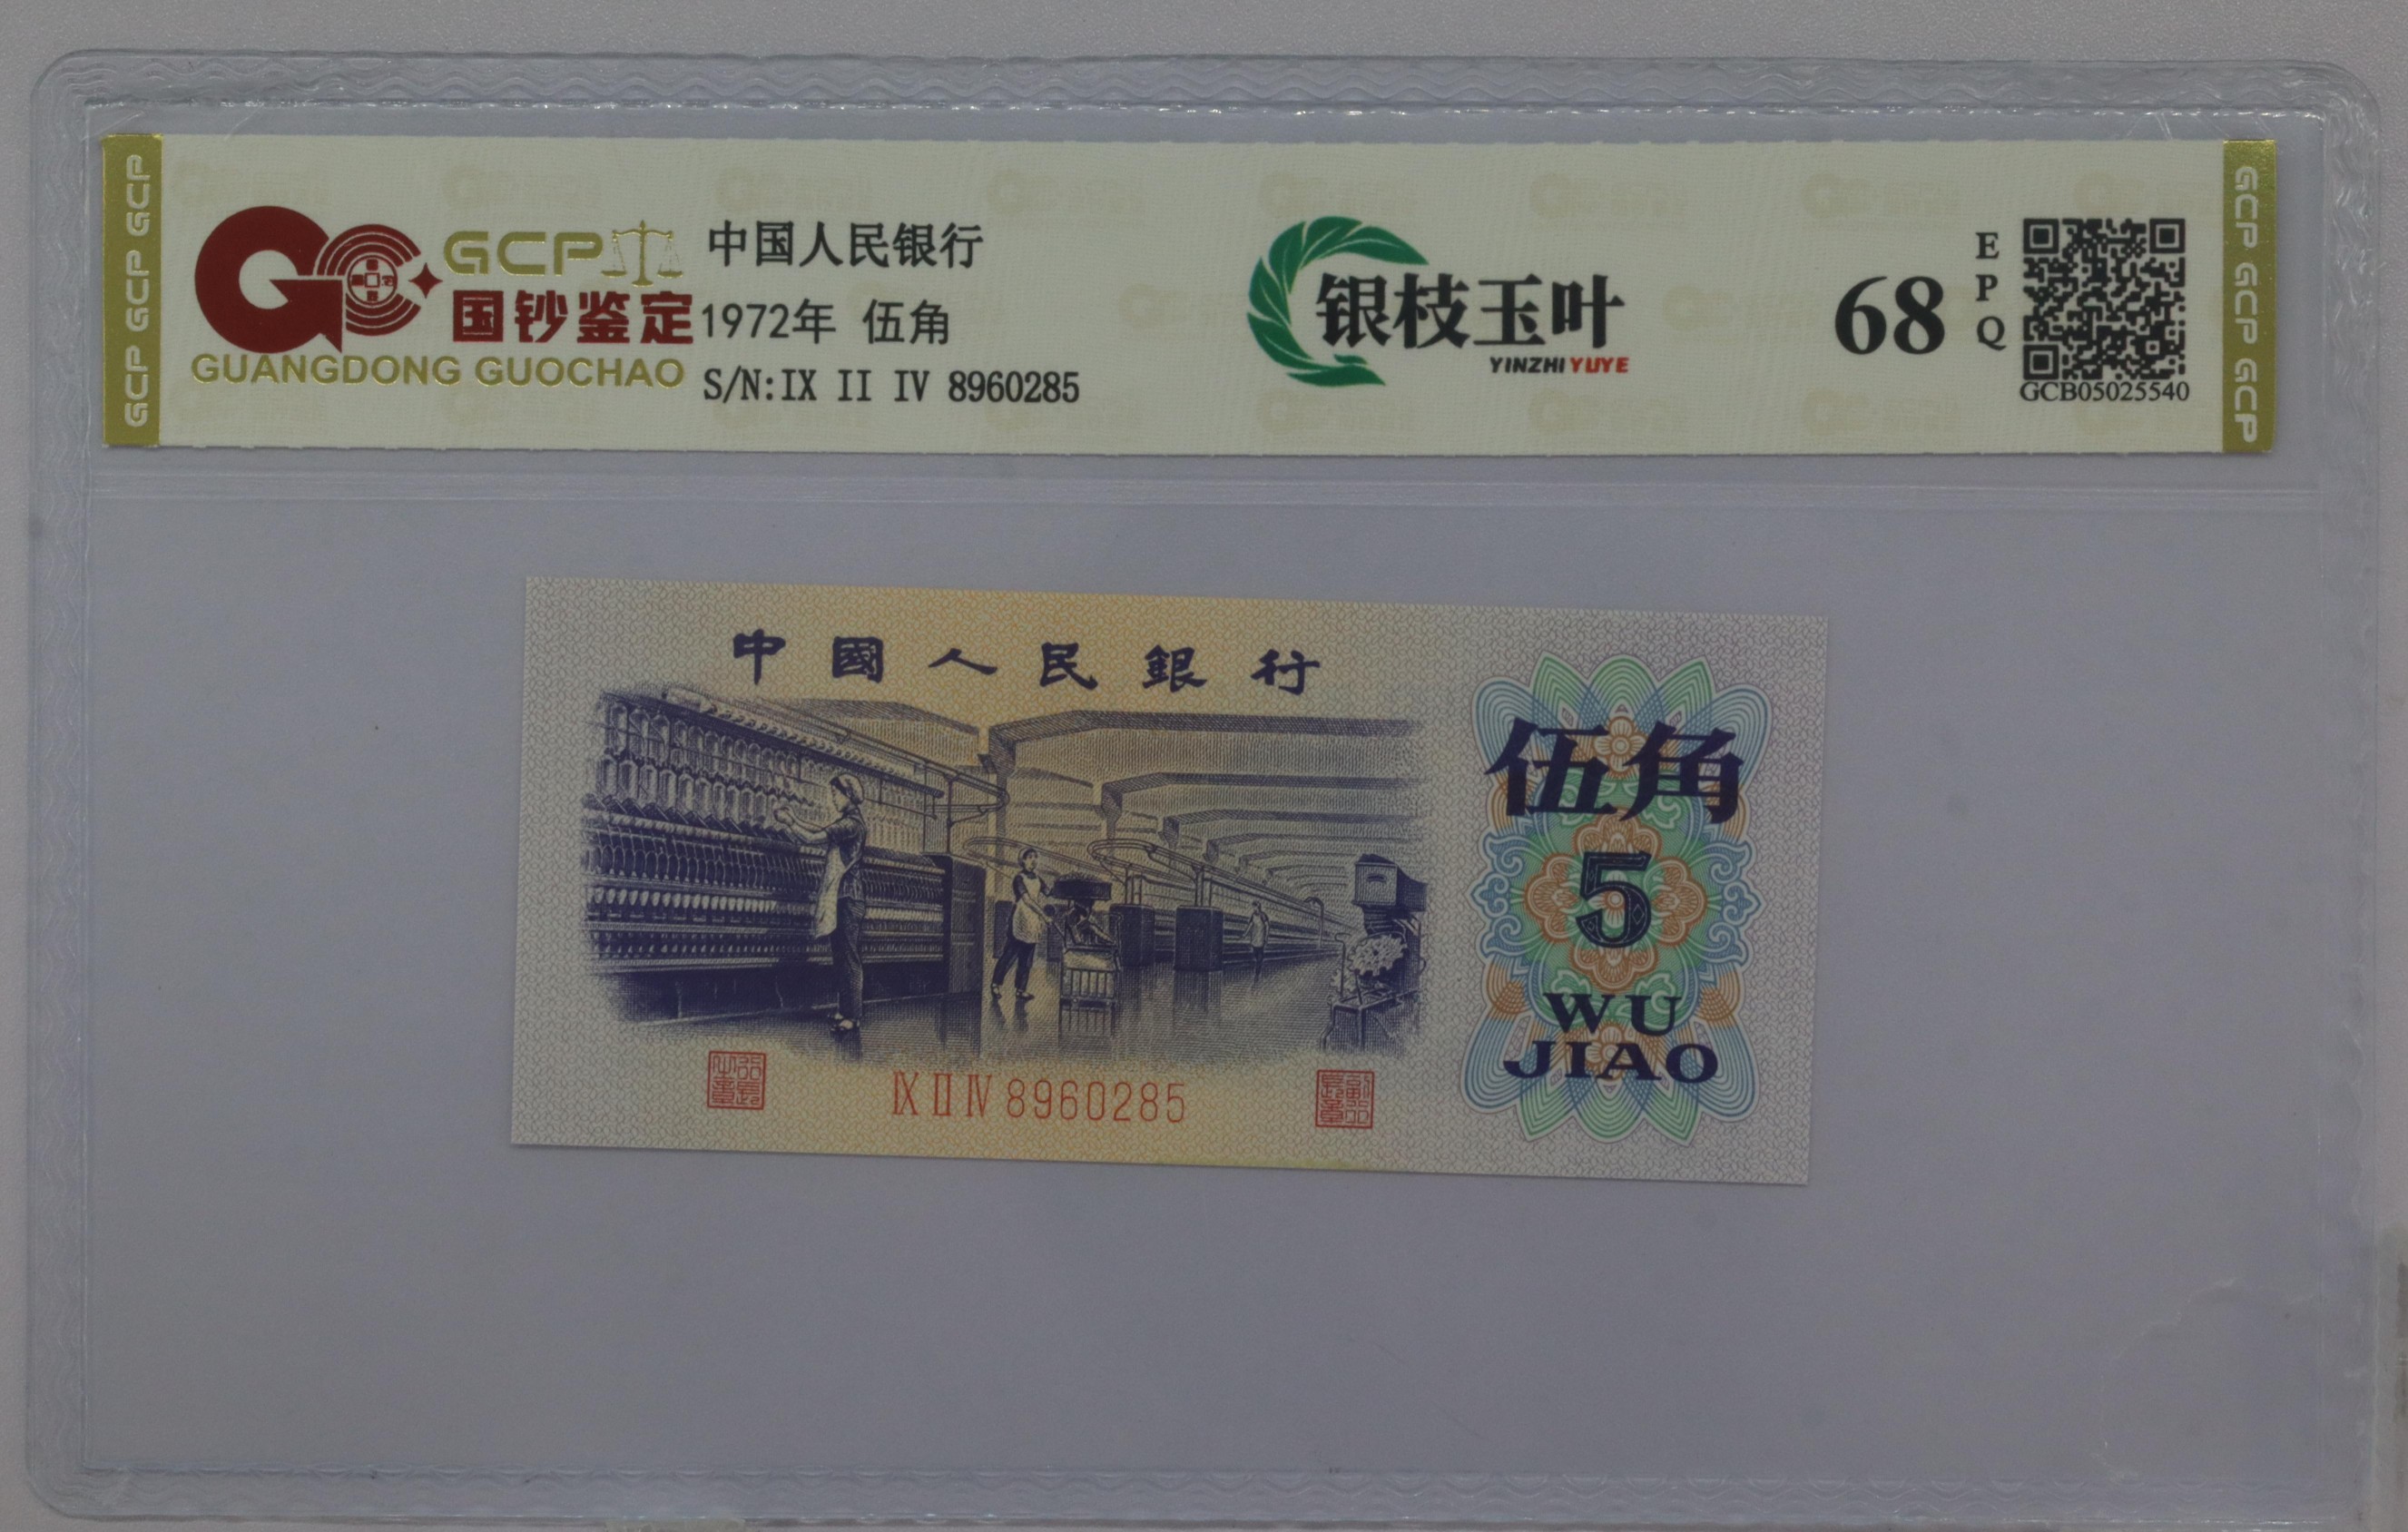 GCP GCP GCP
GCP
国钞鉴定
GUANGDONG GUOCHAO
中国人民银行
1972年 伍角
S/N:IX II IV 8960285
银枝玉叶
YINZHI YUYE
68
EPQ
GCB05025540
GCP GCP GCP
中國人民銀行
伍角
5
WU
JIAO
IX II IV 8960285